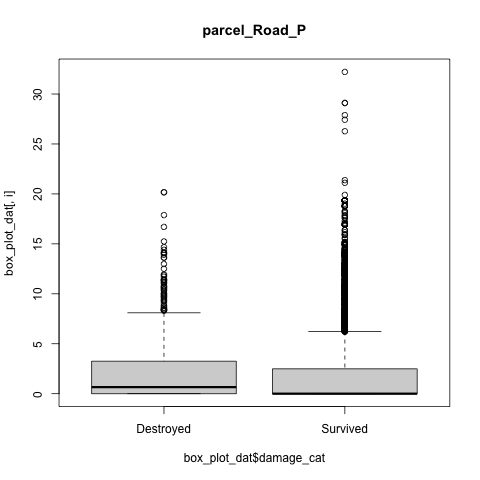 parcel_Road_P
box_plot_dat[, i]
30
25
20
15
10
5
0
Destroyed Survived
box_plot_dat$damage_cat